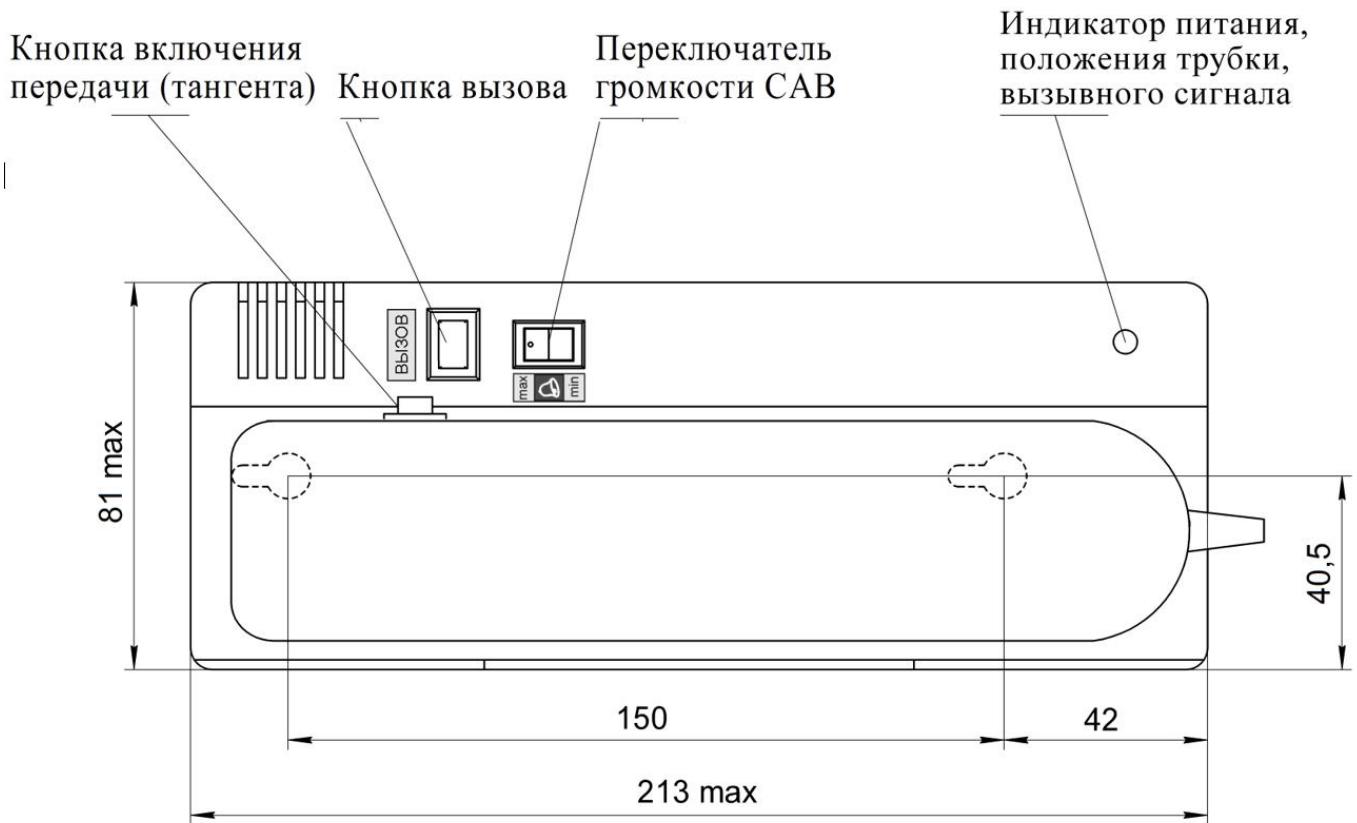 Кнопка включения
передачи (тангента)
Кнопка вызова
Переключатель
громкости САВ
Индикатор питания,
положения трубки,
вызывного сигнала
ВЫЗОВ
max
min
81 max
40,5
150
42
213 max